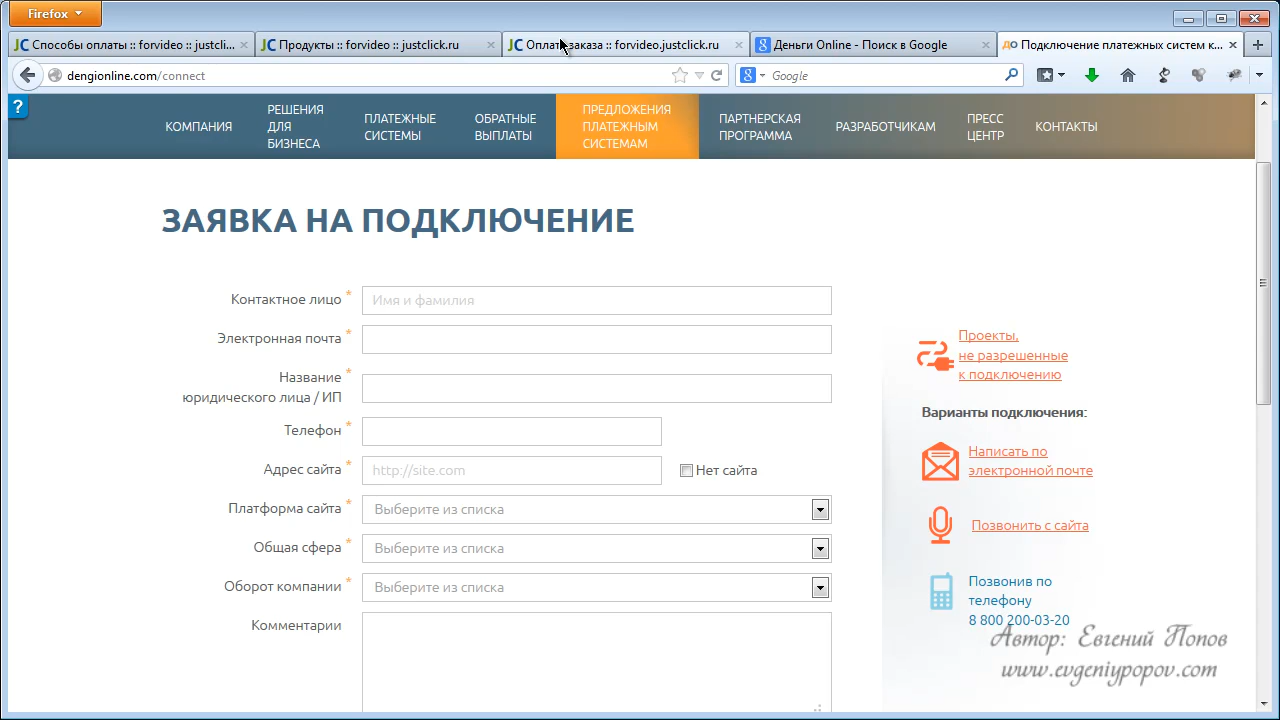 Firefox
Способы оплаты :: forvideo :: justcli...
Продукты :: forvideo :: justclick.ru
Оплата заказа :: forvideo.justclick.ru
Деньги Online - Поиск в Google
Подключение платежных систем к...
dengionline.com/connect
Google
?
КОМПАНИЯ
РЕШЕНИЯ
ДЛЯ
БИЗНЕСА
ПЛАТЕЖНЫЕ
СИСТЕМЫ
ОБРАТНЫЕ
ВЫПЛАТЫ
ПРЕДЛОЖЕНИЯ
ПЛАТЕЖНЫМ
СИСТЕМАМ
ПАРТНЕРСКАЯ
ПРОГРАММА
РАЗРАБОТЧИКАМ
ПРЕСС
ЦЕНТР
КОНТАКТЫ
ЗАЯВКА НА ПОДКЛЮЧЕНИЕ
Контактное лицо *
Имя и фамилия
Электронная почта *
Название *
юридического лица / ИП
Телефон *
Адрес сайта *
http://site.com
Нет сайта
Платформа сайта *
Выберите из списка
Общая сфера *
Выберите из списка
Оборот компании *
Выберите из списка
Комментарии
Проекты,
не разрешенные
к подключению
Варианты подключения:
Написать по
электронной почте
Позвонить с сайта
Позвонив по
телефону
8 800 200-03-20
Автор: Евгений Попов
www.evgeniypopov.com